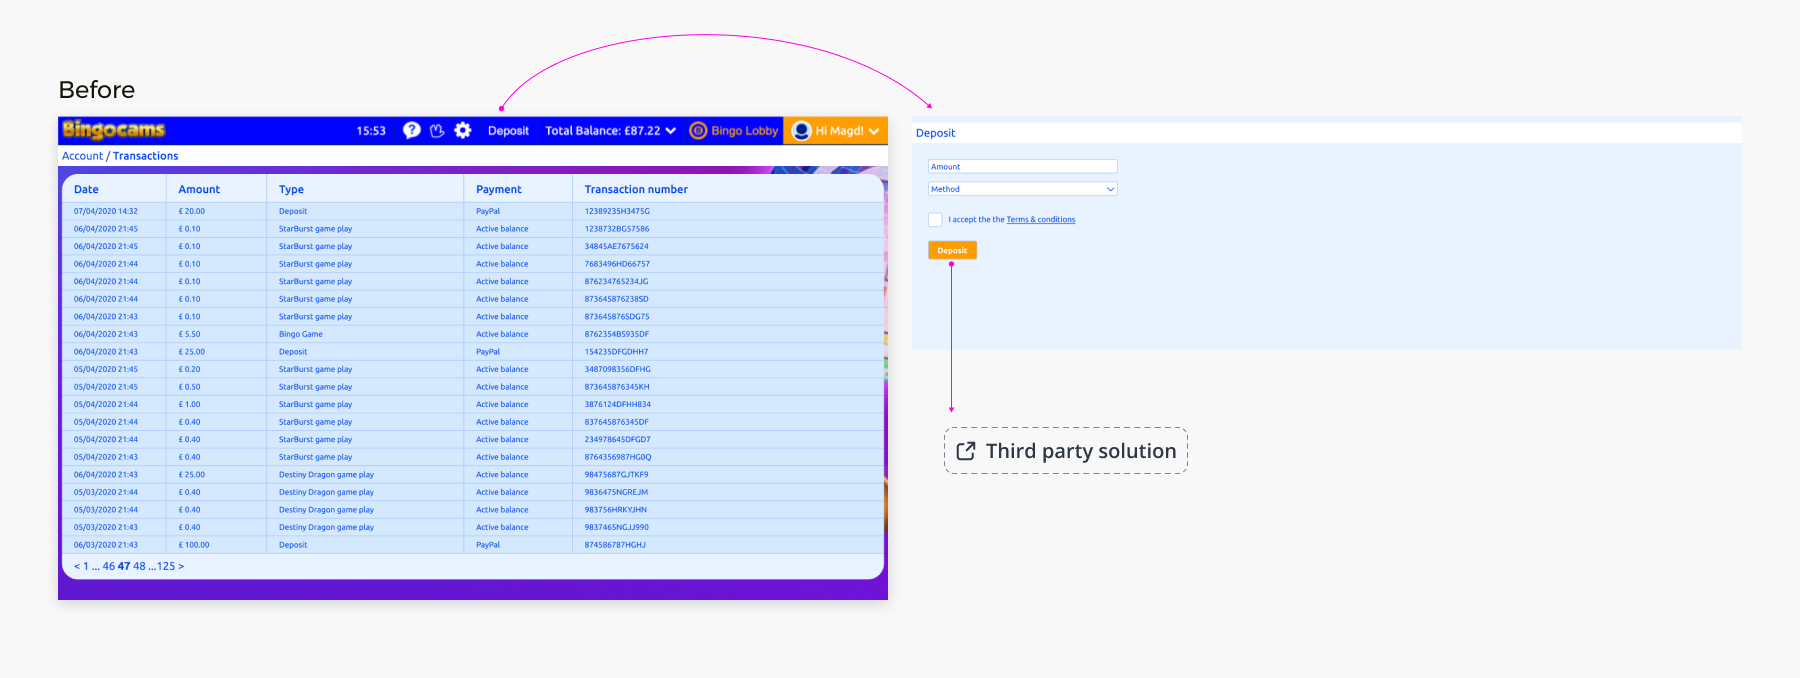 Before
Bingocams 15:53 Deposit Total Balance: £87.22 Bingo Lobby Hi Magd!
Account / Transactions
Date Amount Type Payment Transaction number
07/04/2020 14:32 £ 20.00 Deposit PayPal 12389235H3475G
06/04/2020 21:45 £ 0.10 StarBurst game play Active balance 1238732BG57586
06/04/2020 21:45 £ 0.10 StarBurst game play Active balance 34845AE7675624
06/04/2020 21:44 £ 0.10 StarBurst game play Active balance 7683496HD66757
06/04/2020 21:44 £ 0.10 StarBurst game play Active balance 876234765234JG
06/04/2020 21:44 £ 0.10 StarBurst game play Active balance 873645876238SD
06/04/2020 21:43 £ 0.10 StarBurst game play Active balance 873645876SDG75
06/04/2020 21:43 £ 5.50 Bingo Game Active balance 8762354B5935DF
06/04/2020 21:43 £ 25.00 Deposit PayPal 154235DFGDHH7
05/04/2020 21:45 £ 0.20 StarBurst game play Active balance 3487098356DFHG
05/04/2020 21:45 £ 0.50 StarBurst game play Active balance 873645876345KH
05/04/2020 21:44 £ 1.00 StarBurst game play Active balance 3876124DFHH834
05/04/2020 21:44 £ 0.40 StarBurst game play Active balance 837645876345DF
05/04/2020 21:44 £ 0.40 StarBurst game play Active balance 234978645DFGD7
05/04/2020 21:43 £ 0.40 StarBurst game play Active balance 8764356987HG0Q
06/04/2020 21:43 £ 25.00 Destiny Dragon game play Active balance 98475687GJTKF9
05/03/2020 21:44 £ 0.40 Destiny Dragon game play Active balance 9836475NGREJM
05/03/2020 21:44 £ 0.40 Destiny Dragon game play Active balance 983756HRKYJHN
05/03/2020 21:43 £ 0.40 Destiny Dragon game play Active balance 9837465NGJJ990
06/03/2020 21:43 £ 100.00 Deposit PayPal 874586787HGHJ
< 1 ... 46 47 48 ...125 >
Deposit
Amount
Method
I accept the the Terms & conditions
Deposit
Third party solution